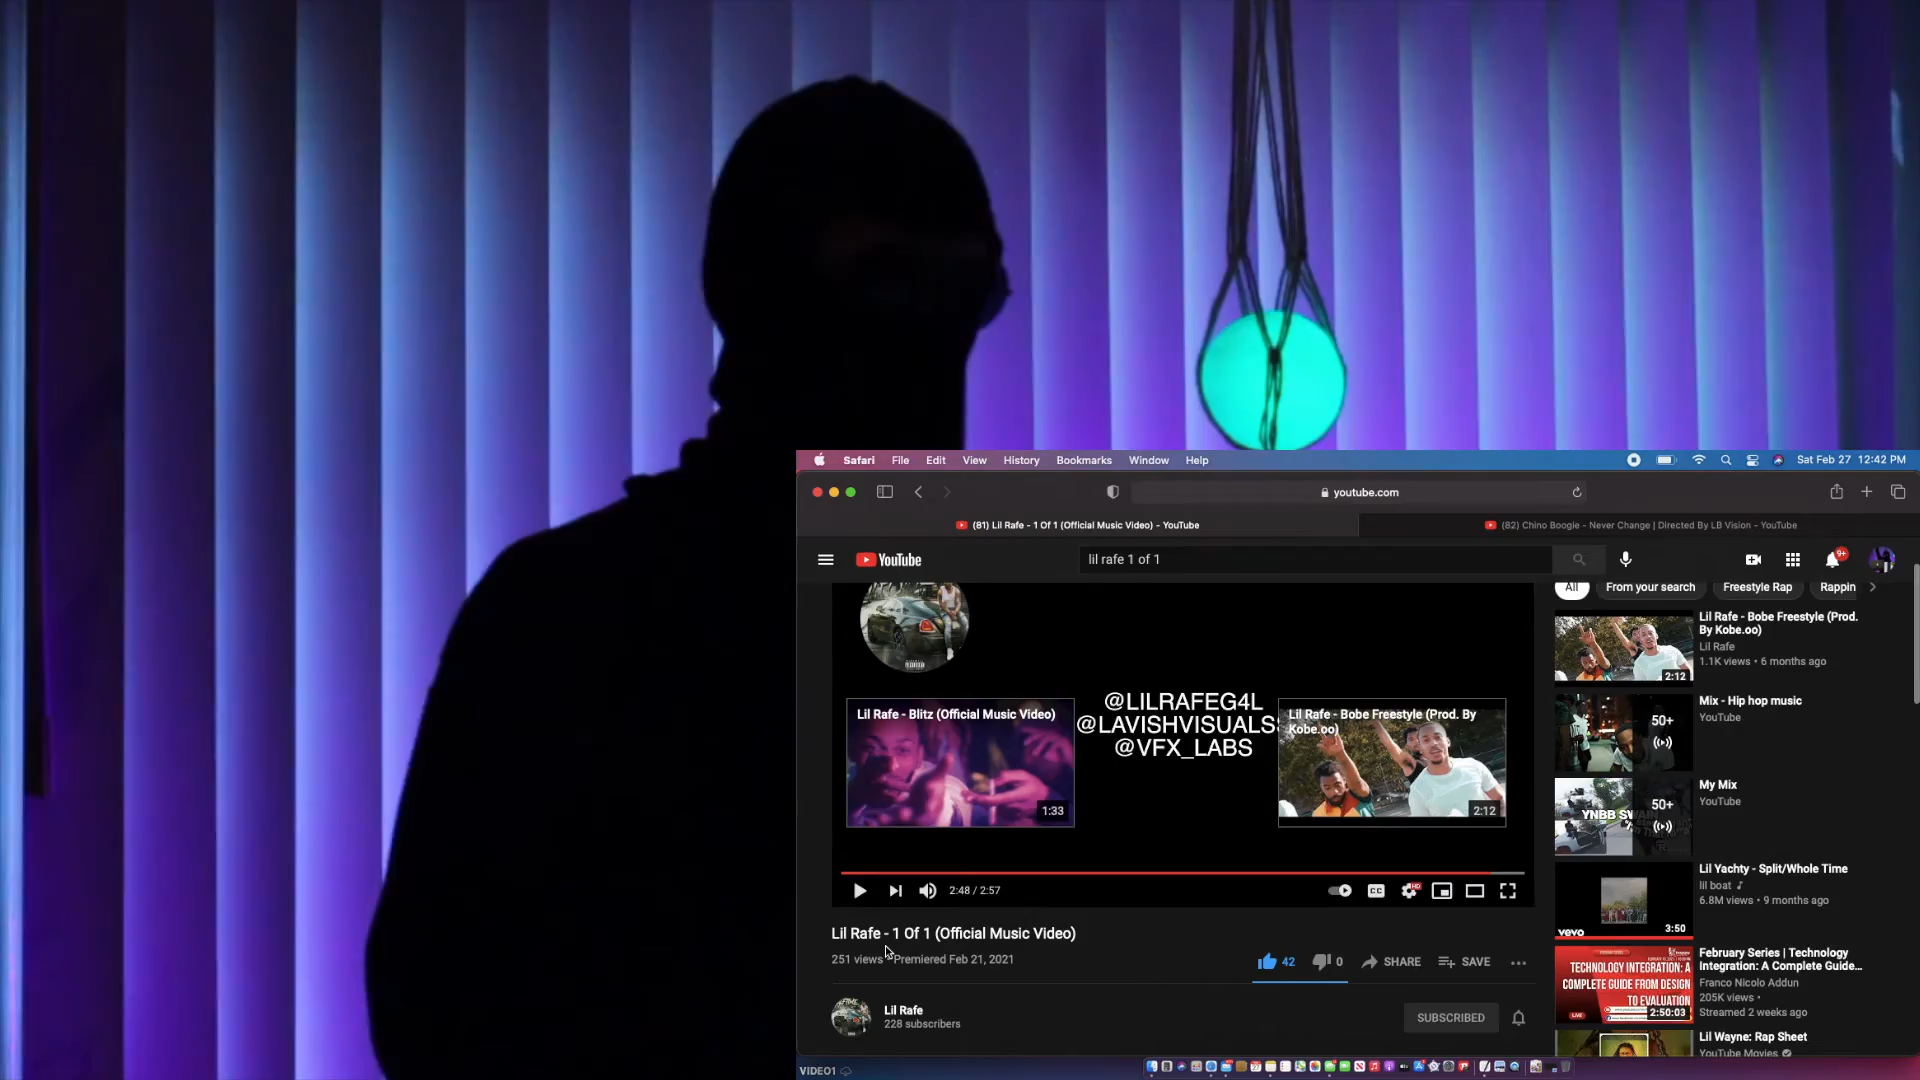 Safari File Edit View History Bookmarks Window Help
Sat Feb 27 12:42 PM
youtube.com
(81) Lil Rafe - 1 Of 1 (Official Music Video) - YouTube
(82) Chino Boogie - Never Change | Directed By LB Vision - YouTube
YouTube
lil rafe 1 of 1
9+
All
From your search
Freestyle Rap
Rappin
Lil Rafe - Blitz (Official Music Video)
1:33
@LILRAFEG4L
@LAVISHVISUALS
@VFX_LABS
Lil Rafe - Bobe Freestyle (Prod. By
Kobe.oo)
2:12
2:48 / 2:57
CC
HD
Lil Rafe - 1 Of 1 (Official Music Video)
251 views
Premiered Feb 21, 2021
42
0
SHARE
SAVE
Lil Rafe
228 subscribers
SUBSCRIBED
2:12
Lil Rafe - Bobe Freestyle (Prod.
By Kobe.oo)
Lil Rafe
1.1K views • 6 months ago
50+
Mix - Hip hop music
YouTube
YNBB
50+
My Mix
YouTube
vevo
3:50
Lil Yachty - Split/Whole Time
lil boat ♪
6.8M views • 9 months ago
TECHNOLOGY INTEGRATION: A
COMPLETE GUIDE FROM DESIGN
TO EVALUATION
LIVE
2:50:03
February Series | Technology
Integration: A Complete Guide...
Franco Nicolo Addun
205K views •
Streamed 2 weeks ago
Lil Wayne: Rap Sheet
YouTube Movies
VIDEO1